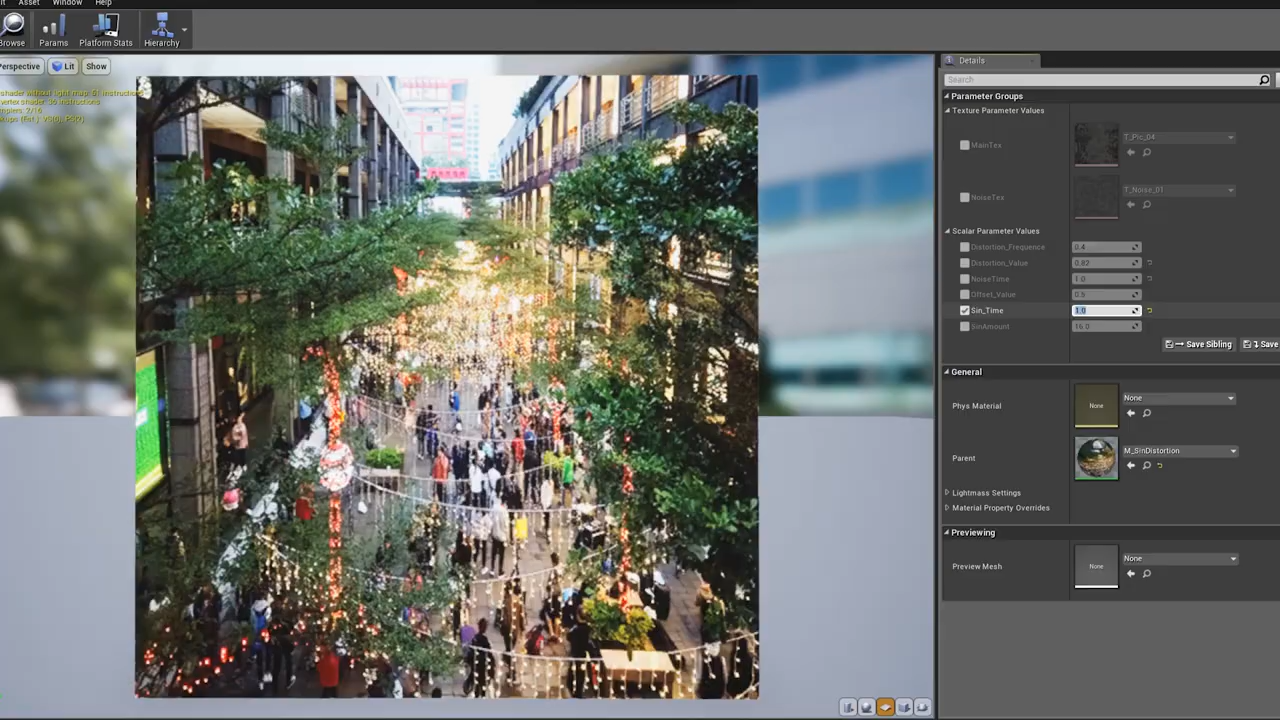 Asset
Window
Help
Browse
Params
Platform Stats
Hierarchy
Perspective
Lit
Show
Details
Search
Parameter Groups
Texture Parameter Values
MainTex
T_Pic_04
NoiseTex
T_Noise_01
Scalar Parameter Values
Distortion_Frequence
0.4
Distortion_Value
0.92
NoiseTime
1.0
Offset_Value
0.5
Sin_Time
1.0
SinAmount
16.0
Save Sibling
Save
General
Phys Material
None
None
Parent
M_SinDistortion
Lightmass Settings
Material Property Overrides
Previewing
Preview Mesh
None
None